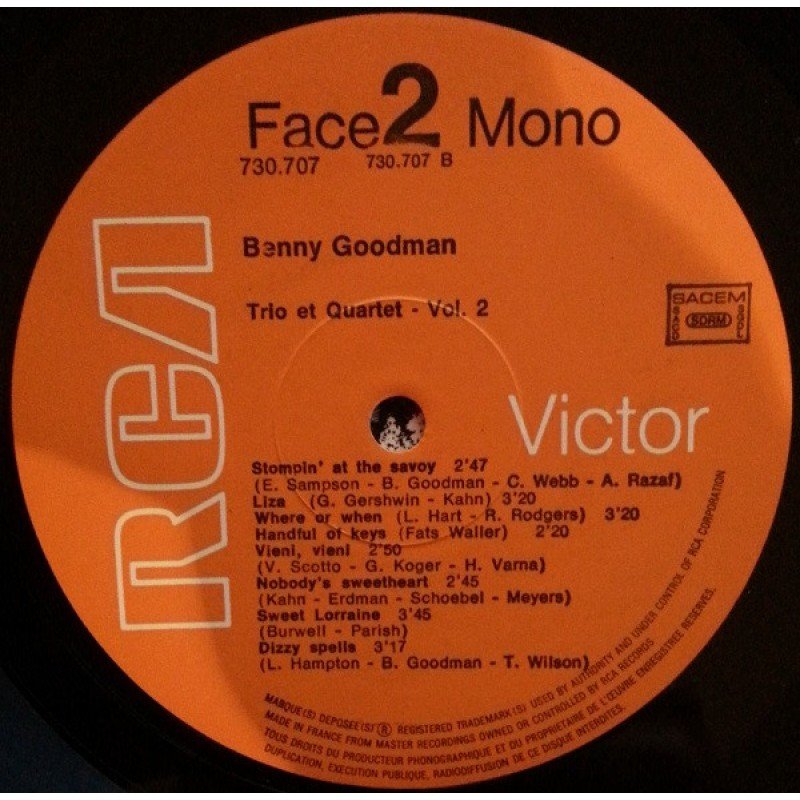 Face 2 Mono
730.707 730.707 B
Benny Goodman
Trio et Quartet - Vol. 2
SACEM
SDRM
RCA
Victor
Stompin' at the savoy 2'47
(E. Sampson - B. Goodman - C. Webb - A. Razaf)
Liza (G. Gershwin - Kahn) 3'20
Where or when (L. Hart - R. Rodgers) 3'20
Handful of keys (Fats Waller) 2'20
Vieni, vieni 2'50
(V. Scotto - G. Koger - H. Varna)
Nobody's sweetheart 2'45
(Kahn - Erdman - Schoebel - Meyers)
Sweet Lorraine 3'45
(Burwell - Parish)
Dizzy spells 3'17
(L. Hampton - B. Goodman - T. Wilson)
MARQUE(S) DEPOSEE(S) ® REGISTERED TRADEMARK(S) USED BY AUTHORITY AND UNDER CONTROL OF RCA CORPORATION
MADE IN FRANCE FROM MASTER RECORDINGS OWNED OR CONTROLLED BY RCA RECORDS
TOUS DROITS DU PRODUCTEUR PHONOGRAPHIQUE ET DU PROPRIETAIRE DE L'ŒUVRE ENREGISTREE RESERVES.
DUPLICATION, EXECUTION PUBLIQUE, RADIODIFFUSION DE CE DISQUE INTERDITES.